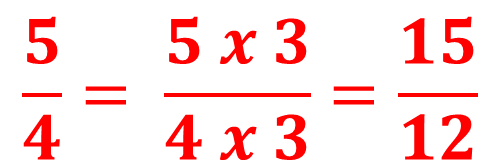 5/4 = 5 x 3/4 x 3 = 15/12